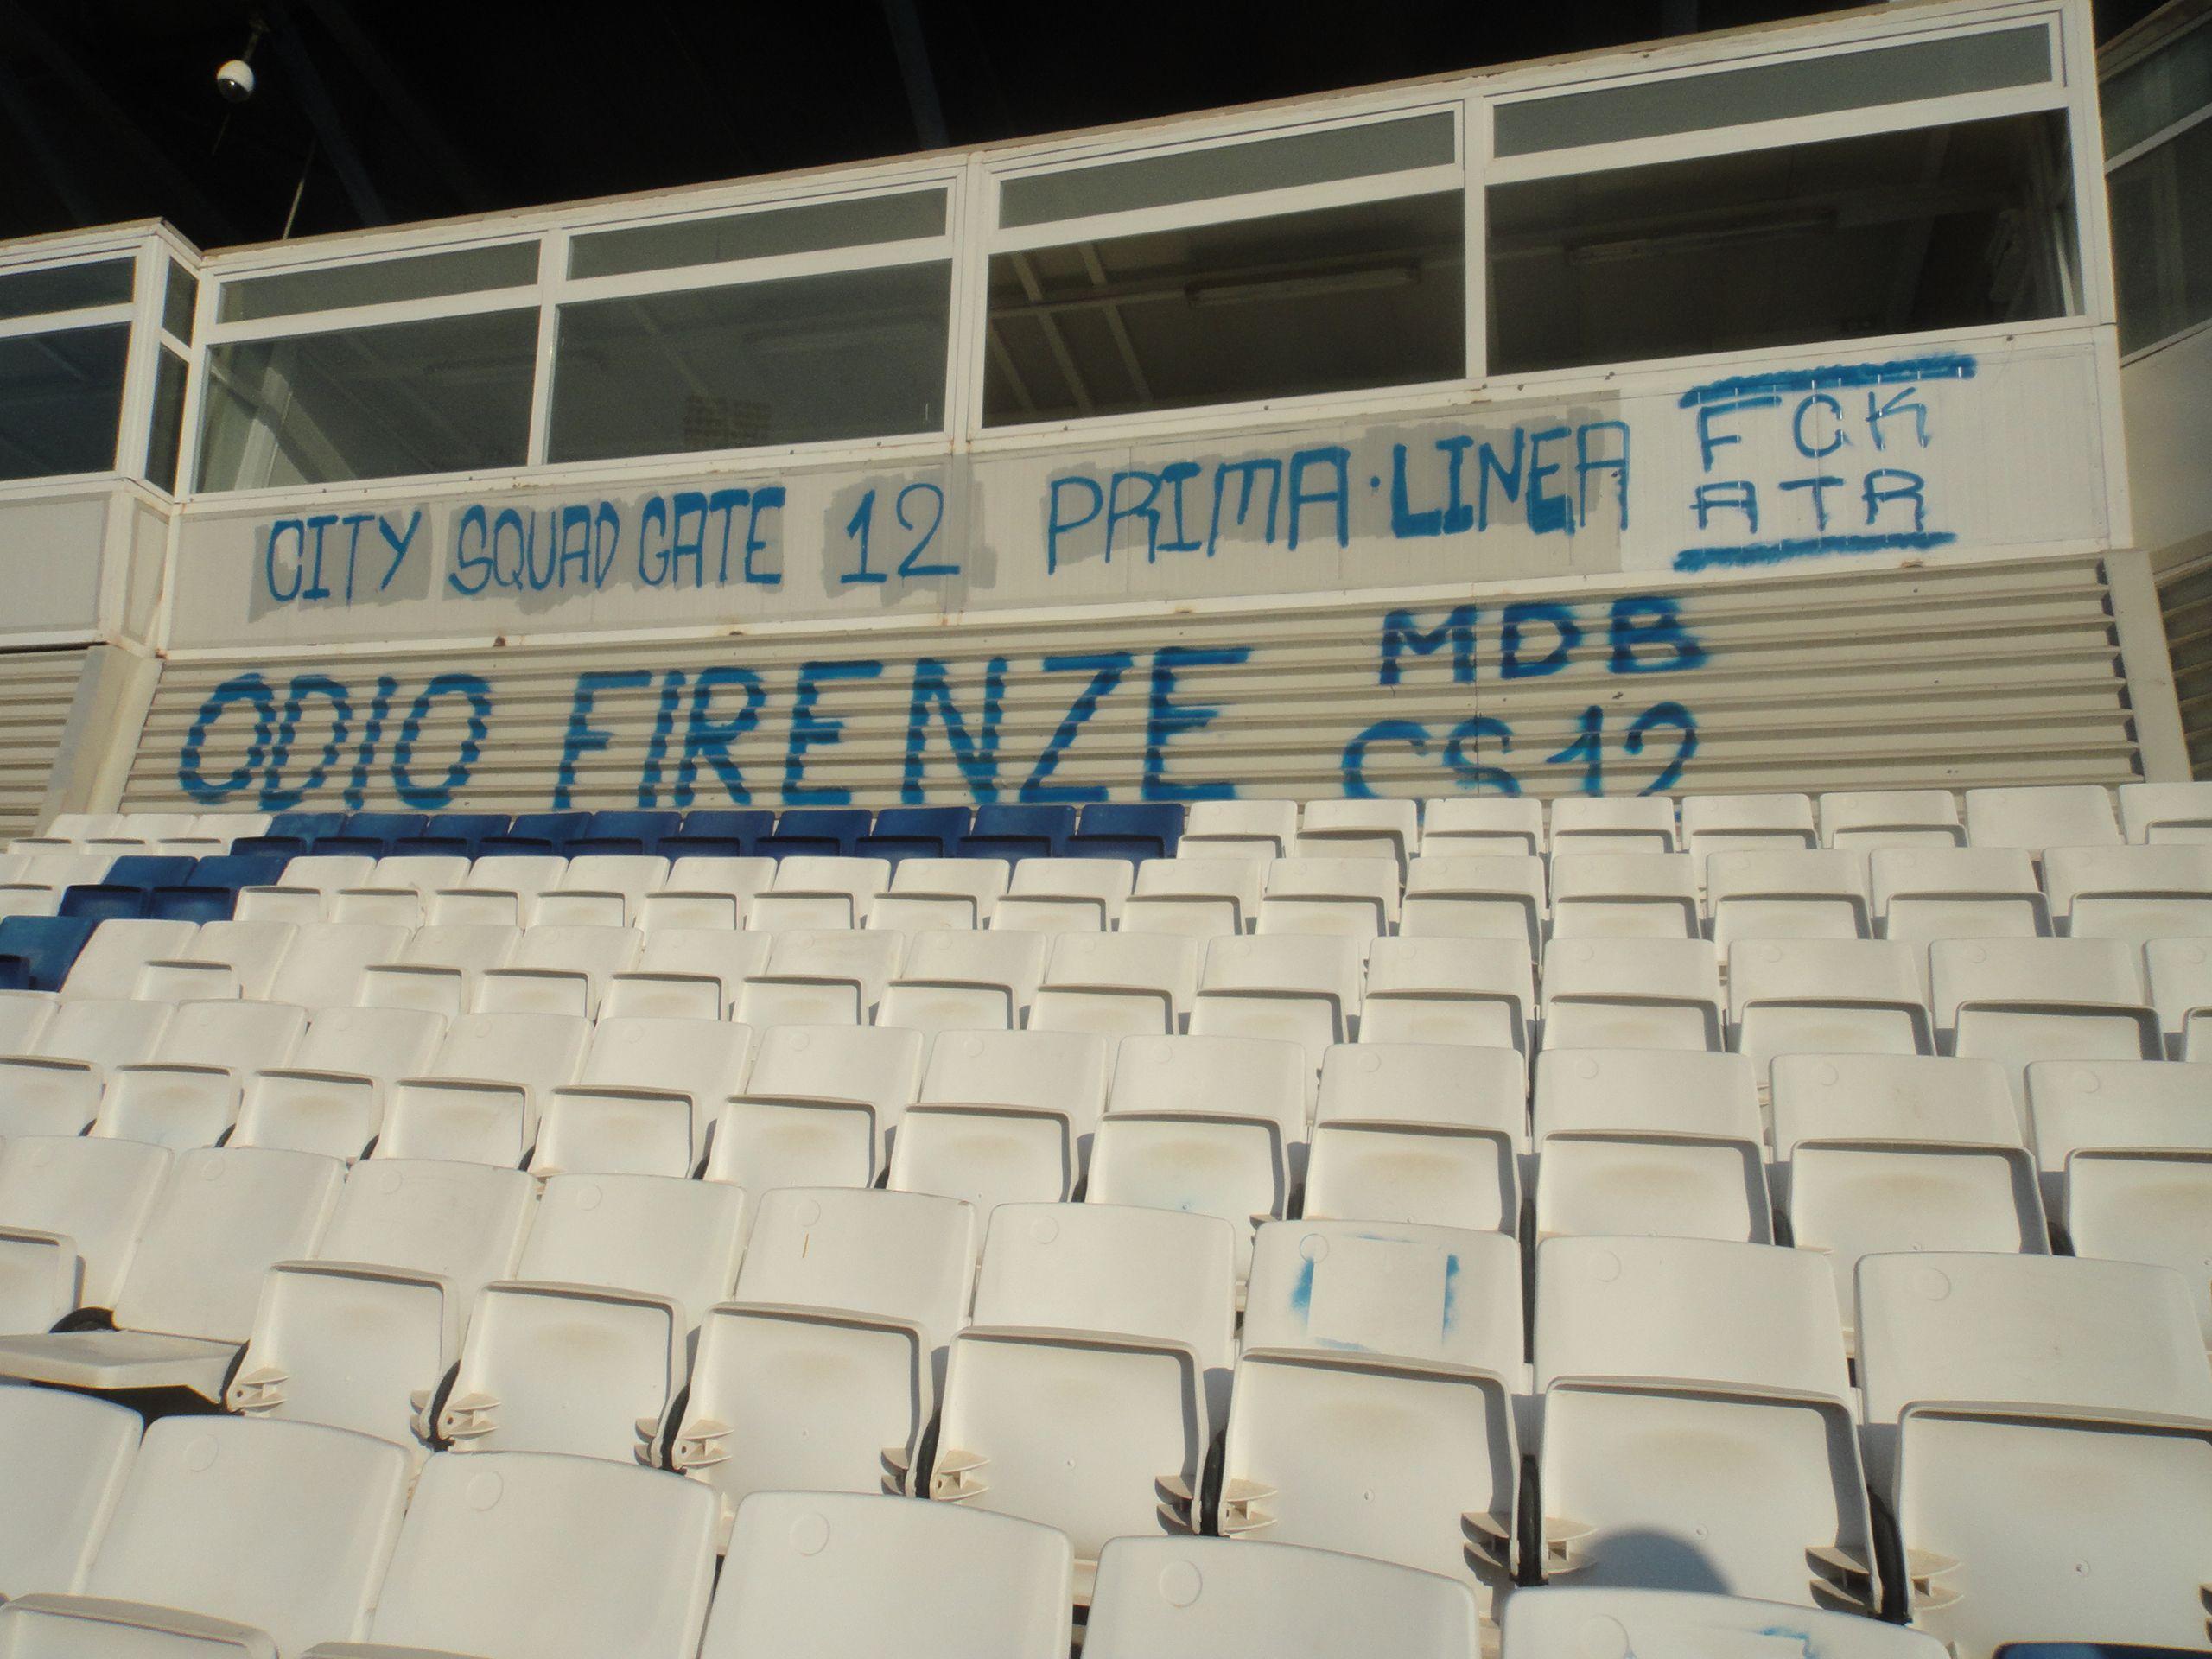 CITY SQUAD GATE 12 PRIMA·LINEA
FCK
ATR
ODIO FIRENZE
MDB
CS12